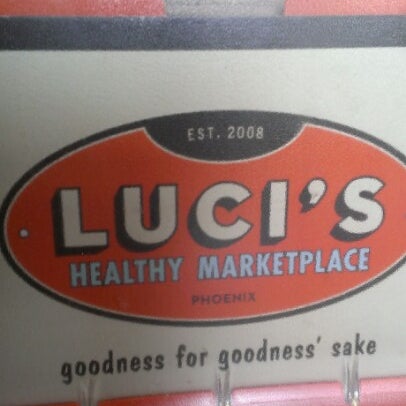 EST. 2008
LUCI'S
HEALTHY MARKETPLACE
PHOENIX
goodness for goodness' sake